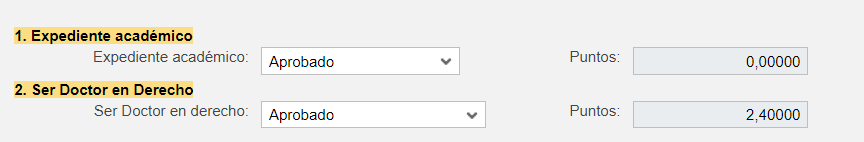 1. Expediente académico
Expediente académico: Aprobado Puntos: 0,00000
2. Ser Doctor en Derecho
Ser Doctor en derecho: Aprobado Puntos: 2,40000